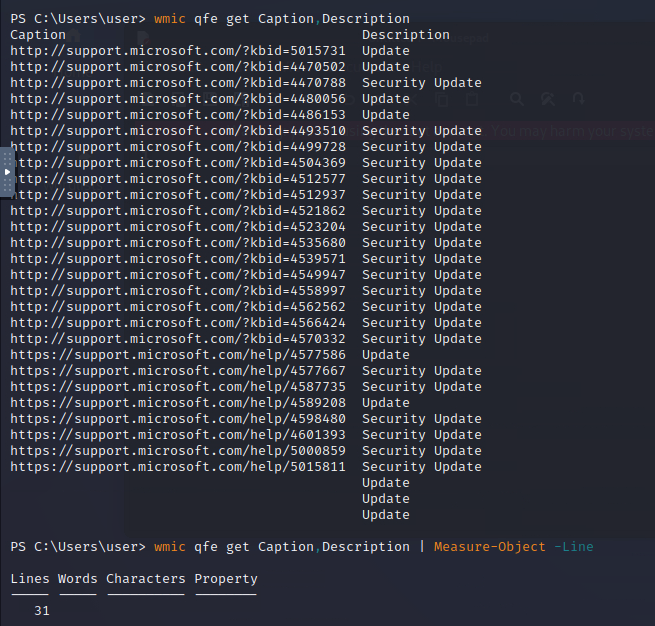 PS C:\Users\user> wmic qfe get Caption,Description
Caption Description
http://support.microsoft.com/?kbid=5015731 Update
http://support.microsoft.com/?kbid=4470502 Update
http://support.microsoft.com/?kbid=4470788 Security Update
http://support.microsoft.com/?kbid=4480056 Update
http://support.microsoft.com/?kbid=4486153 Update
http://support.microsoft.com/?kbid=4493510 Security Update
http://support.microsoft.com/?kbid=4499728 Security Update
http://support.microsoft.com/?kbid=4504369 Security Update
http://support.microsoft.com/?kbid=4512577 Security Update
http://support.microsoft.com/?kbid=4512937 Security Update
http://support.microsoft.com/?kbid=4521862 Security Update
http://support.microsoft.com/?kbid=4523204 Security Update
http://support.microsoft.com/?kbid=4535680 Security Update
http://support.microsoft.com/?kbid=4539571 Security Update
http://support.microsoft.com/?kbid=4549947 Security Update
http://support.microsoft.com/?kbid=4558997 Security Update
http://support.microsoft.com/?kbid=4562562 Security Update
http://support.microsoft.com/?kbid=4566424 Security Update
http://support.microsoft.com/?kbid=4570332 Security Update
https://support.microsoft.com/help/4577586 Update
https://support.microsoft.com/help/4577667 Security Update
https://support.microsoft.com/help/4587735 Security Update
https://support.microsoft.com/help/4589208 Update
https://support.microsoft.com/help/4598480 Security Update
https://support.microsoft.com/help/4601393 Security Update
https://support.microsoft.com/help/5000859 Security Update
https://support.microsoft.com/help/5015811 Security Update
Update
Update
Update
You may harm your syste
PS C:\Users\user> wmic qfe get Caption,Description | Measure-Object -Line
Lines Words Characters Property
----- ----- ---------- --------
31